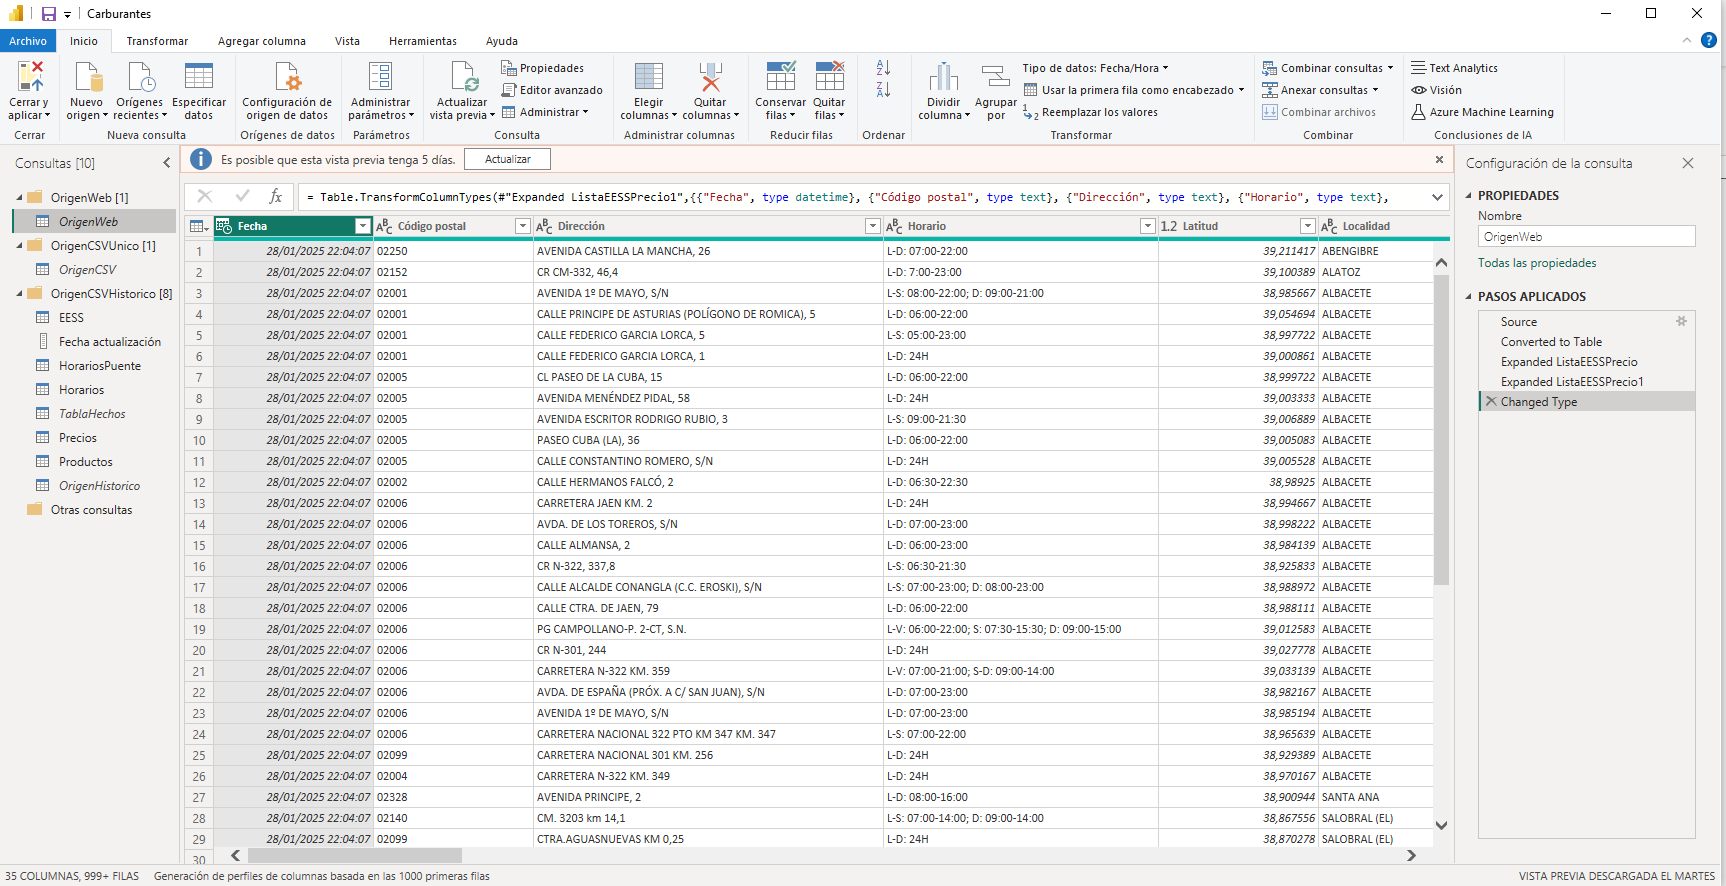 Carburantes
Archivo Inicio Transformar Agregar columna Vista Herramientas Ayuda
Cerrar y aplicar
Nuevo origen
Orígenes recientes
Especificar datos
Configuración de origen de datos
Administrar parámetros
Actualizar vista previa
Propiedades
Editor avanzado
Administrar
Elegir columnas
Quitar columnas
Conservar filas
Quitar filas
Dividir columna
Agrupar por
Tipo de datos: Fecha/Hora
Usar la primera fila como encabezado
Reemplazar los valores
Combinar consultas
Anexar consultas
Combinar archivos
Text Analytics
Visión
Azure Machine Learning
Cerrar Nueva consulta Orígenes de datos Parámetros Consulta Administrar columnas Reducir filas Ordenar Transformar Combinar Conclusiones de IA
Consultas [10]
OrigenWeb [1]
OrigenWeb
OrigenCSVUnico [1]
OrigenCSV
OrigenCSVHistorico [8]
EESS
Fecha actualización
HorariosPuente
Horarios
TablaHechos
Precios
Productos
OrigenHistorico
Otras consultas
Es posible que esta vista previa tenga 5 días. Actualizar
fx = Table.TransformColumnTypes(#"Expanded ListaEESSPrecio1",{{"Fecha", type datetime}, {"Código postal", type text}, {"Dirección", type text}, {"Horario", type text},
Fecha ABC Código postal ABC Dirección ABC Horario 1.2 Latitud ABC Localidad
1 28/01/2025 22:04:07 02250 AVENIDA CASTILLA LA MANCHA, 26 L-D: 07:00-22:00 39,211417 ABENGIBRE
2 28/01/2025 22:04:07 02152 CR CM-332, 46,4 L-D: 7:00-23:00 39,100389 ALATOZ
3 28/01/2025 22:04:07 02001 AVENIDA 1º DE MAYO, S/N L-S: 08:00-22:00; D: 09:00-21:00 38,985667 ALBACETE
4 28/01/2025 22:04:07 02001 CALLE PRINCIPE DE ASTURIAS (POLÍGONO DE ROMICA), 5 L-D: 06:00-22:00 39,054694 ALBACETE
5 28/01/2025 22:04:07 02001 CALLE FEDERICO GARCIA LORCA, 5 L-S: 05:00-23:00 38,997722 ALBACETE
6 28/01/2025 22:04:07 02001 CALLE FEDERICO GARCIA LORCA, 1 L-D: 24H 39,000861 ALBACETE
7 28/01/2025 22:04:07 02005 CL PASEO DE LA CUBA, 15 L-D: 06:00-22:00 38,999722 ALBACETE
8 28/01/2025 22:04:07 02005 AVENIDA MENÉNDEZ PIDAL, 58 L-D: 24H 39,003333 ALBACETE
9 28/01/2025 22:04:07 02005 AVENIDA ESCRITOR RODRIGO RUBIO, 3 L-S: 09:00-21:30 39,006889 ALBACETE
10 28/01/2025 22:04:07 02005 PASEO CUBA (LA), 36 L-D: 06:00-22:00 39,005083 ALBACETE
11 28/01/2025 22:04:07 02005 CALLE CONSTANTINO ROMERO, S/N L-D: 24H 39,005528 ALBACETE
12 28/01/2025 22:04:07 02002 CALLE HERMANOS FALCÓ, 2 L-D: 06:30-22:30 38,98925 ALBACETE
13 28/01/2025 22:04:07 02006 CARRETERA JAEN KM. 2 L-D: 24H 38,994667 ALBACETE
14 28/01/2025 22:04:07 02006 AVDA. DE LOS TOREROS, S/N L-D: 07:00-23:00 38,998222 ALBACETE
15 28/01/2025 22:04:07 02006 CALLE ALMANSA, 2 L-D: 06:00-23:00 38,984139 ALBACETE
16 28/01/2025 22:04:07 02006 CR N-322, 337,8 L-S: 06:30-21:30 38,925833 ALBACETE
17 28/01/2025 22:04:07 02006 CALLE ALCALDE CONANGLA (C.C. EROSKI), S/N L-S: 07:00-23:00; D: 08:00-23:00 38,988972 ALBACETE
18 28/01/2025 22:04:07 02006 CALLE CTRA. DE JAEN, 79 L-D: 06:00-22:00 38,988111 ALBACETE
19 28/01/2025 22:04:07 02006 PG CAMPOLLANO-P. 2-CT, S.N. L-V: 06:00-22:00; S: 07:30-15:30; D: 09:00-15:00 39,012583 ALBACETE
20 28/01/2025 22:04:07 02006 CR N-301, 244 L-D: 24H 39,027778 ALBACETE
21 28/01/2025 22:04:07 02006 CARRETERA N-322 KM. 359 L-V: 07:00-21:00; S-D: 09:00-14:00 39,033139 ALBACETE
22 28/01/2025 22:04:07 02006 AVDA. DE ESPAÑA (PRÓX. A C/ SAN JUAN), S/N L-D: 07:00-23:00 38,982167 ALBACETE
23 28/01/2025 22:04:07 02006 AVENIDA 1º DE MAYO, S/N L-D: 07:00-23:00 38,985194 ALBACETE
24 28/01/2025 22:04:07 02006 CARRETERA NACIONAL 322 PTO KM 347 KM. 347 L-S: 07:00-22:00 38,965639 ALBACETE
25 28/01/2025 22:04:07 02099 CARRETERA NACIONAL 301 KM. 256 L-D: 24H 38,929389 ALBACETE
26 28/01/2025 22:04:07 02004 CARRETERA N-322 KM. 349 L-D: 24H 38,970167 ALBACETE
27 28/01/2025 22:04:07 02328 AVENIDA PRINCIPE, 2 L-D: 08:00-16:00 38,900944 SANTA ANA
28 28/01/2025 22:04:07 02140 CM. 3203 km 14,1 L-S: 07:00-14:00; D: 09:00-14:00 38,867556 SALOBRAL (EL)
29 28/01/2025 22:04:07 02099 CTRA.AGUASNUEVAS KM 0,25 L-D: 24H 38,870278 SALOBRAL (EL)
30
Configuración de la consulta
PROPIEDADES
Nombre
OrigenWeb
Todas las propiedades
PASOS APLICADOS
Source
Converted to Table
Expanded ListaEESSPrecio
Expanded ListaEESSPrecio1
Changed Type
35 COLUMNAS, 999+ FILAS Generación de perfiles de columnas basada en las 1000 primeras filas VISTA PREVIA DESCARGADA EL MARTES